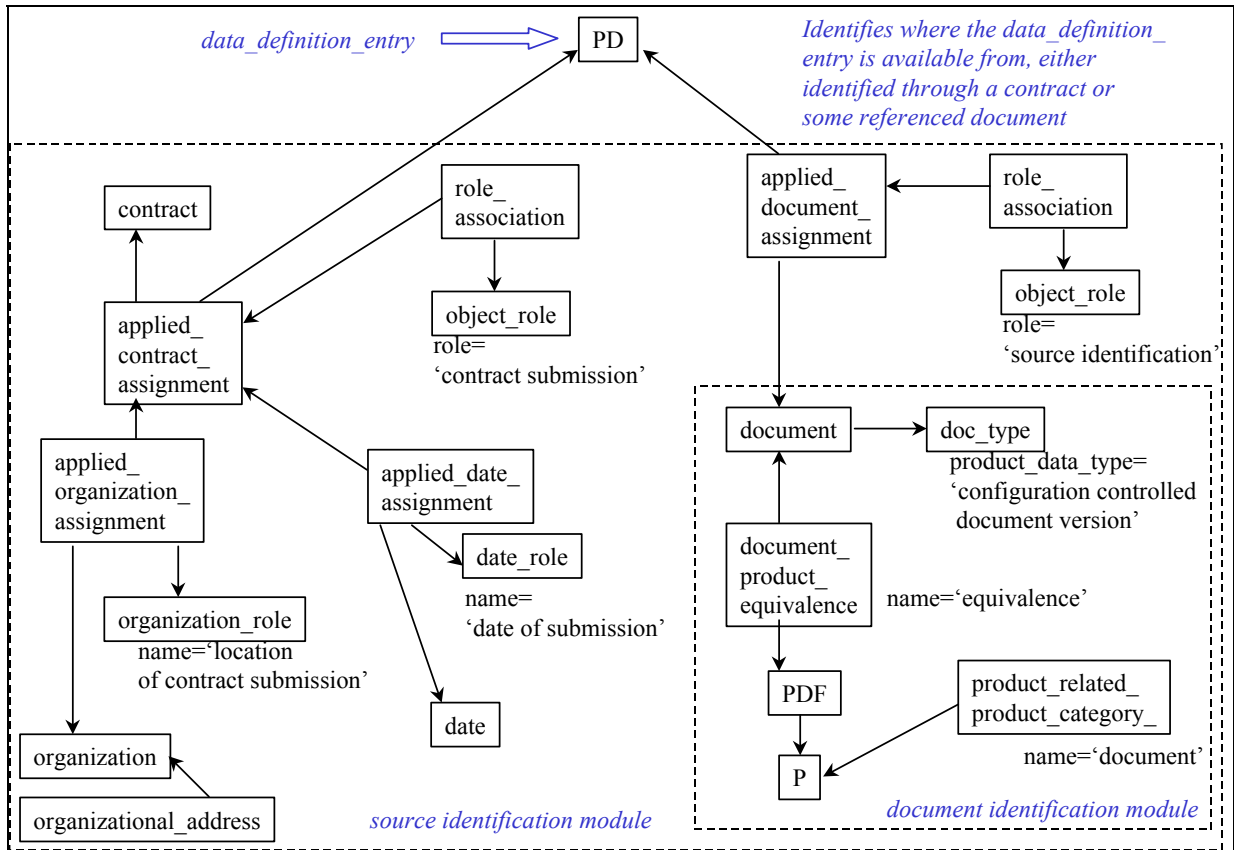 data_definition_entry
PD
Identifies where the data_definition_
entry is available from, either
identified through a contract or
some referenced document
contract
role_
association
applied_
document_
assignment
role_
association
applied_
contract_
assignment
object_role
role=
‘contract submission’
object_role
role=
‘source identification’
applied_
organization_
assignment
applied_date_
assignment
document
doc_type
product_data_type=
‘configuration controlled
document version’
date_role
name=
‘date of submission’
document_
product_
equivalence
name=‘equivalence’
organization_role
name=‘location
of contract submission’
PDF
product_related_
product_category_
name=‘document’
date
P
organization
organizational_address
source identification module
document identification module